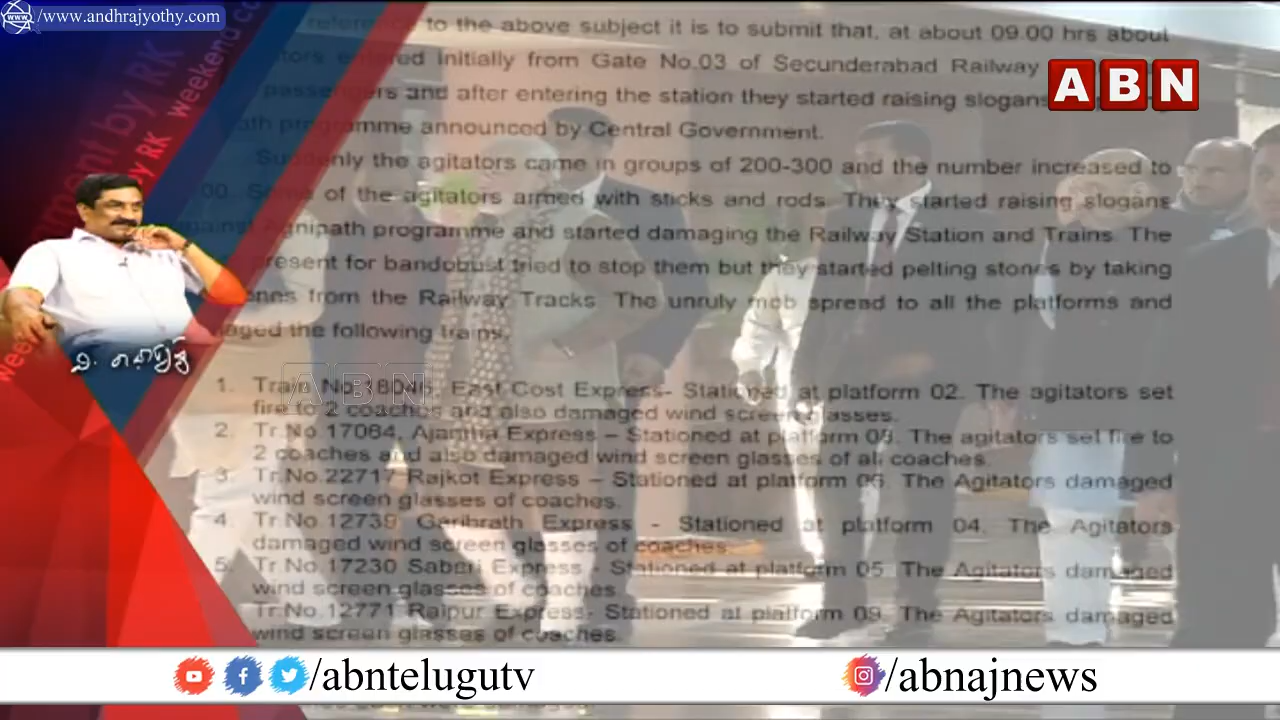 www.andhrajyothy.com
ABN
to the above subject it is to submit that, at about 09.00 hrs about
initially from Gate No.03 of Secunderabad Railway
and after entering the station they started raising slogans
programme announced by Central Government.
Suddenly the agitators came in groups of 200-300 and the number increased to
of the agitators armed with sticks and rods. They started raising slogans
programme and started damaging the Railway Station and Trains. The
present for bandobust tried to stop them but they started pelting stones by taking
from the Railway Tracks. The unruly mob spread to all the platforms and
the following trains.
ABN
1. Train No.18045, East Cost Express- Stationed at platform 02. The agitators set
fire to 2 coaches and also damaged wind screen glasses.
2. Tr.No.17064, Ajantha Express – Stationed at platform 08. The agitators set fire to
2 coaches and also damaged wind screen glasses of all coaches.
3. Tr.No.22717 Rajkot Express – Stationed at platform 06. The Agitators damaged
wind screen glasses of coaches.
4. Tr.No.12739 Garibrath Express - Stationed at platform 04. The Agitators
damaged wind screen glasses of coaches.
5. Tr.No.17230 Sabari Express - Stationed at platform 05. The Agitators damaged
wind screen glasses of coaches.
Tr.No.12771 Raipur Express- Stationed at platform 09. The Agitators damaged
wind screen glasses of coaches.
by RK
weekend
/abntelugutv
/abnajnews